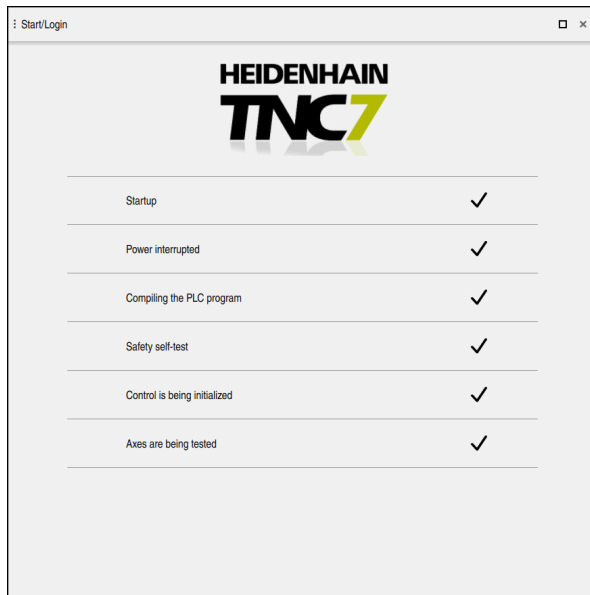 Start/Login
HEIDENHAIN
TNC7
Startup
Power interrupted
Compiling the PLC program
Safety self-test
Control is being initialized
Axes are being tested